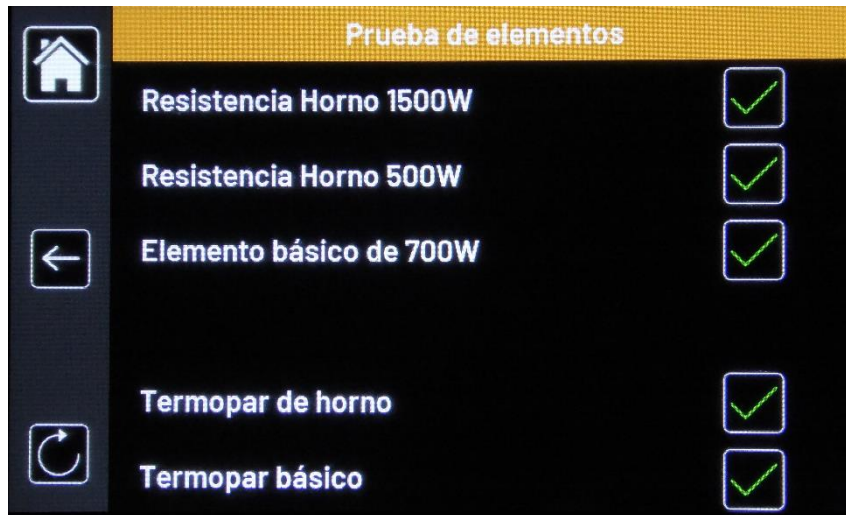 Prueba de elementos
Resistencia Horno 1500W
Resistencia Horno 500W
Elemento básico de 700W
Termopar de horno
Termopar básico